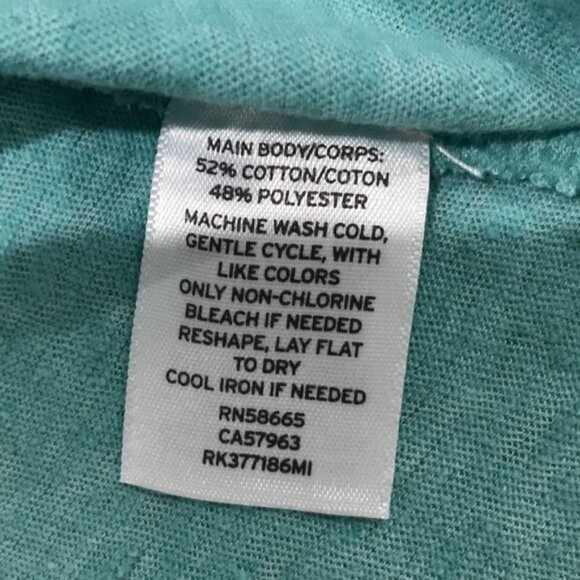 MAIN BODY/CORPS:
52% COTTON/COTON
48% POLYESTER
MACHINE WASH COLD,
GENTLE CYCLE, WITH
LIKE COLORS
ONLY NON-CHLORINE
BLEACH IF NEEDED
RESHAPE, LAY FLAT
TO DRY
COOL IRON IF NEEDED
RN58665
CA57963
RK377186MI